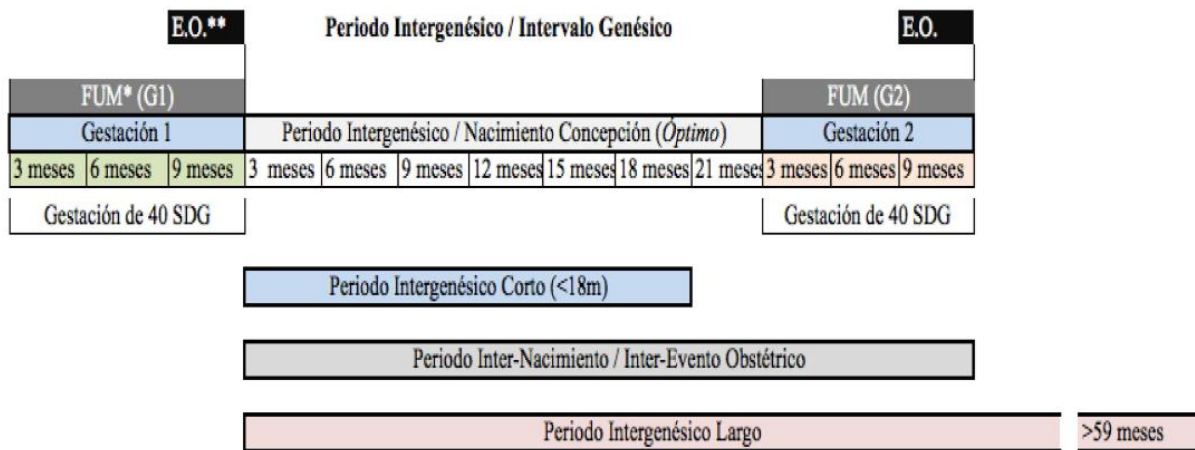 E.O.** Periodo Intergenésico / Intervalo Genésico E.O.
FUM* (G1) FUM (G2)
Gestación 1 Periodo Intergenésico / Nacimiento Concepción (Óptimo) Gestación 2
3 meses 6 meses 9 meses 3 meses 6 meses 9 meses 12 meses 15 meses 18 meses 21 meses 3 meses 6 meses 9 meses
Gestación de 40 SDG Gestación de 40 SDG
Periodo Intergenésico Corto (<18m)
Periodo Inter-Nacimiento / Inter-Evento Obstétrico
Periodo Intergenésico Largo >59 meses